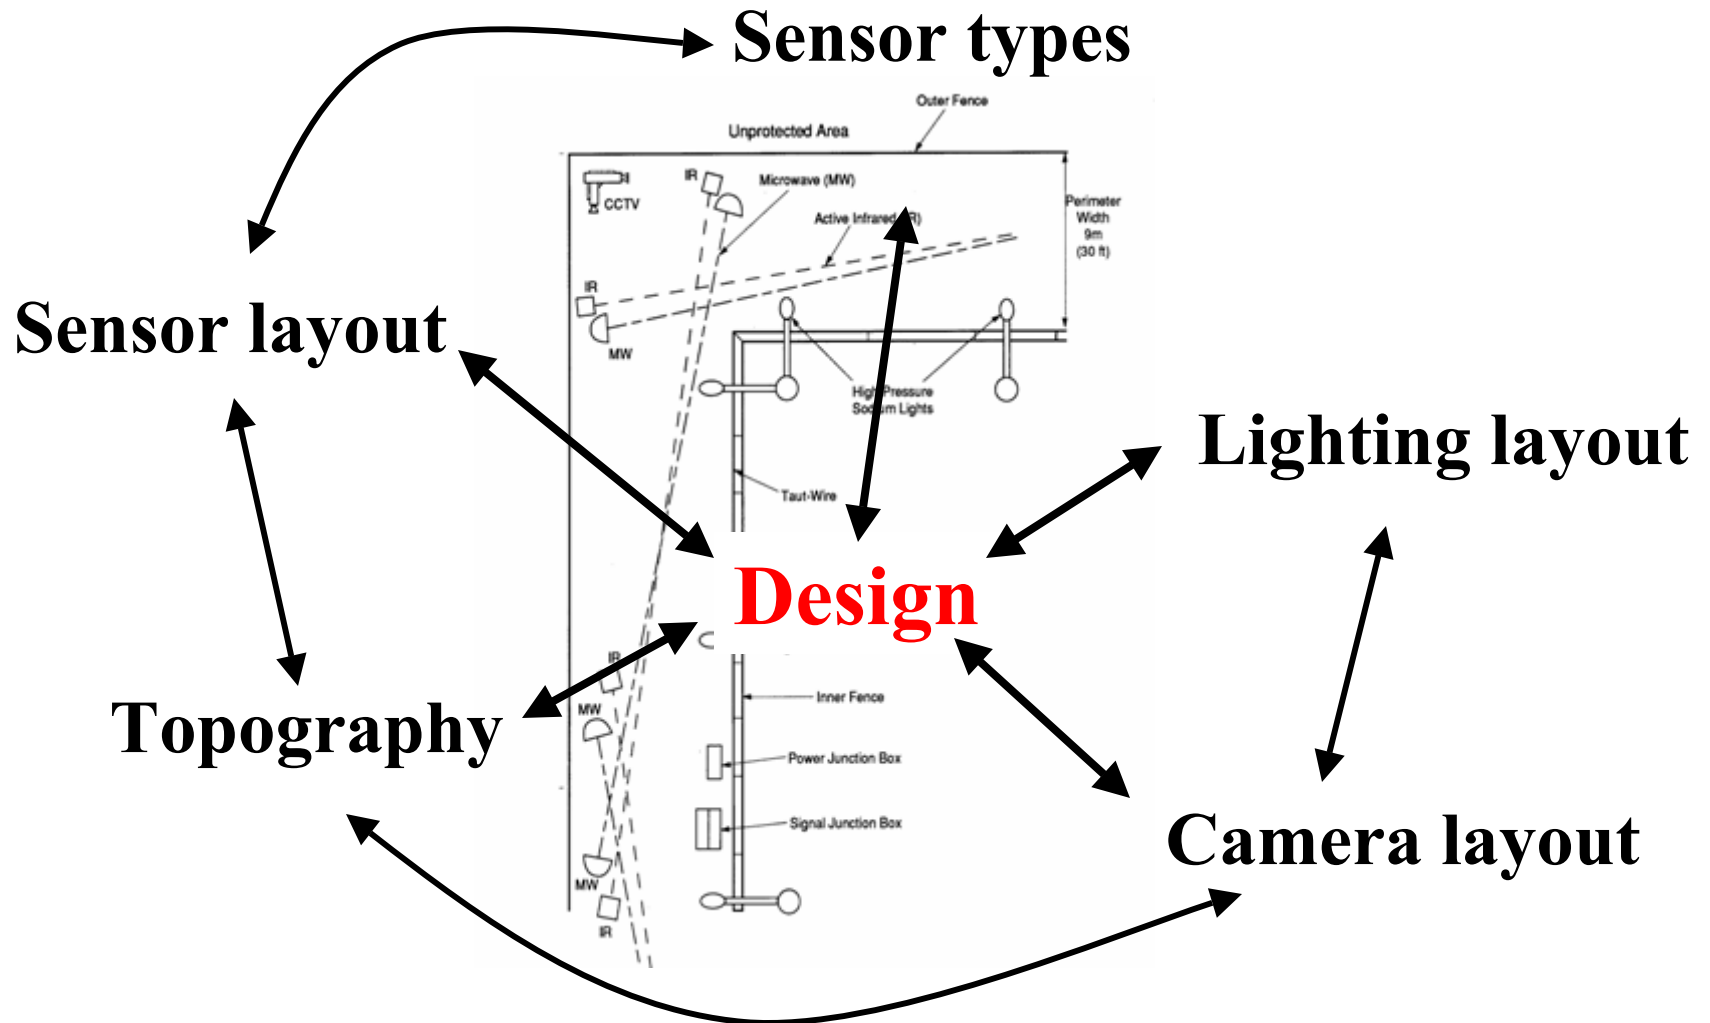 Sensor types
Outer Fence
Unprotected Area
IR
Microwave (MW)
CCTV
Perimeter
Width
9m
(30 ft)
Active Infrared (IR)
IR
Sensor layout
MW
High Pressure
Sodium Lights
Lighting layout
Taut-Wire
Design
IR
Inner Fence
MW
Topography
Power Junction Box
Signal Junction Box
Camera layout
MW
IR